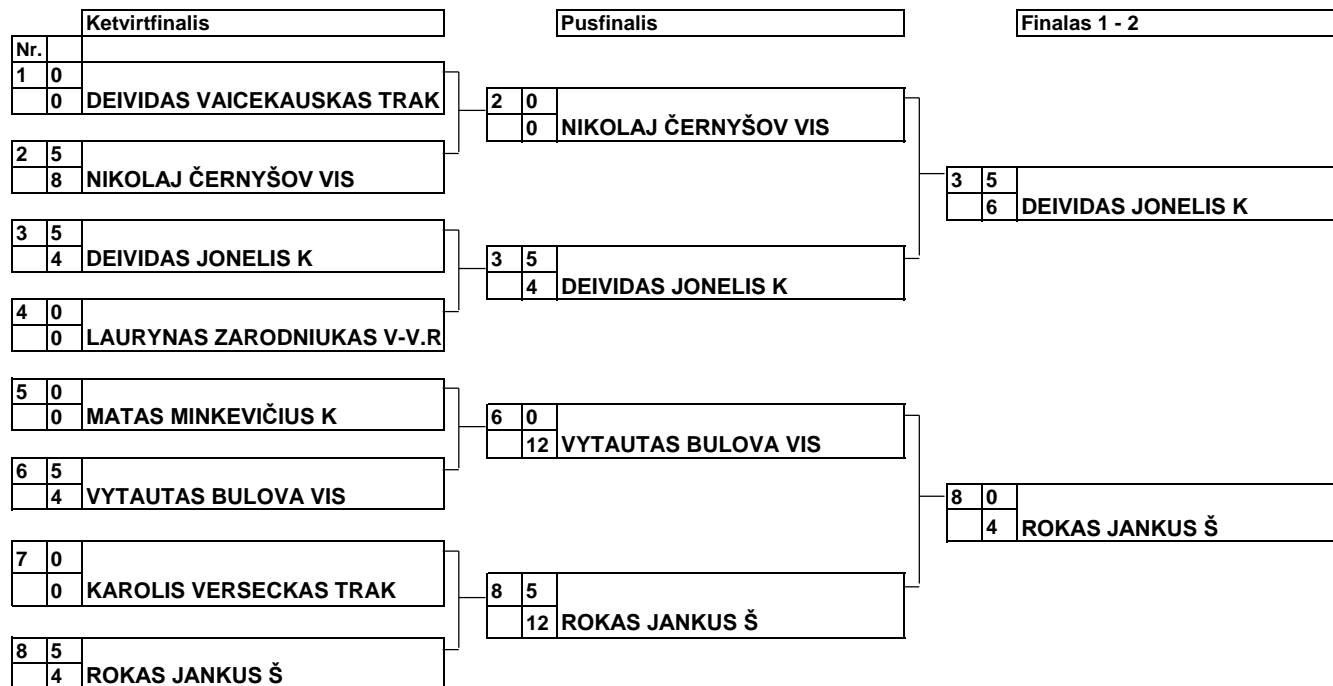 Ketvirtfinalis Pusfinalis Finalas 1 - 2
Nr.
1 0
0 DEIVIDAS VAICEKAUSKAS TRAK
2 5
8 NIKOLAJ ČERNYŠOV VIS
3 5
4 DEIVIDAS JONELIS K
4 0
0 LAURYNAS ZARODNIUKAS V-V.R
5 0
0 MATAS MINKEVIČIUS K
6 5
4 VYTAUTAS BULOVA VIS
7 0
0 KAROLIS VERSECKAS TRAK
8 5
4 ROKAS JANKUS Š
2 0
0 NIKOLAJ ČERNYŠOV VIS
3 5
4 DEIVIDAS JONELIS K
6 0
12 VYTAUTAS BULOVA VIS
8 5
12 ROKAS JANKUS Š
3 5
6 DEIVIDAS JONELIS K
8 0
4 ROKAS JANKUS Š